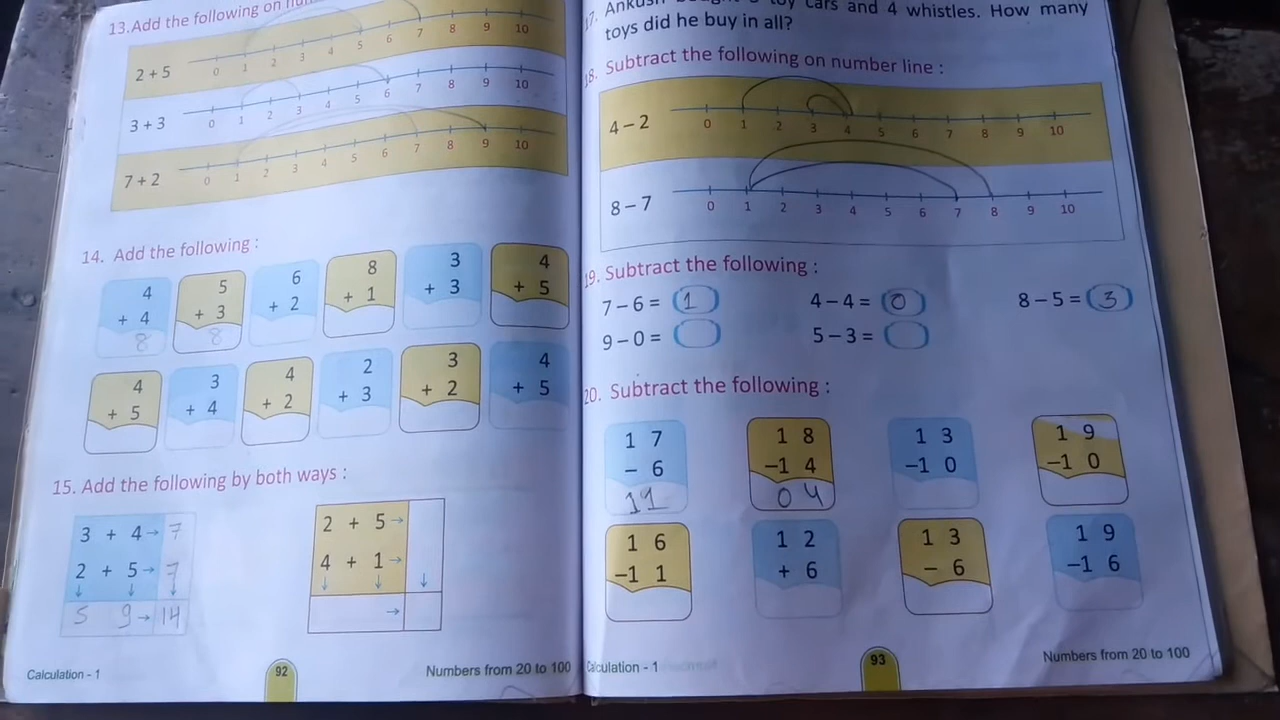 13.Add the following on
2 + 5
0 1 2 3 4 5 6 7 8 9 10
3 + 3
0 1 2 3 4 5 6 7 8 9 10
7 + 2
0 1 2 3 4 5 6 7 8 9 10
14. Add the following :
4 5 6 8 3 4
+ 4 + 3 + 2 + 1 + 3 + 5
8 8
4 3 4 2 3 4
+ 5 + 4 + 2 + 3 + 2 + 5
15. Add the following by both ways :
3 + 4→ 7
2 + 5→ 7
↓ ↓ ↓
5 9→ 14
2 + 5→
4 + 1→
↓ ↓ ↓
→
Calculation - 1
92
Numbers from 20 to 100
17. Ankush toy cars and 4 whistles. How many
toys did he buy in all?
18. Subtract the following on number line :
4 – 2
0 1 2 3 4 5 6 7 8 9 10
8 – 7
0 1 2 3 4 5 6 7 8 9 10
19. Subtract the following :
7 – 6 = (1) 4 – 4 = (0) 8 – 5 = (3)
9 – 0 = ( ) 5 – 3 = ( )
20. Subtract the following :
1 7 1 8 1 3 1 9
– 6 –1 4 –1 0 –1 0
11 04
1 6 1 2 1 3 1 9
–1 1 + 6 – 6 –1 6
Calculation - 1
93
Numbers from 20 to 100